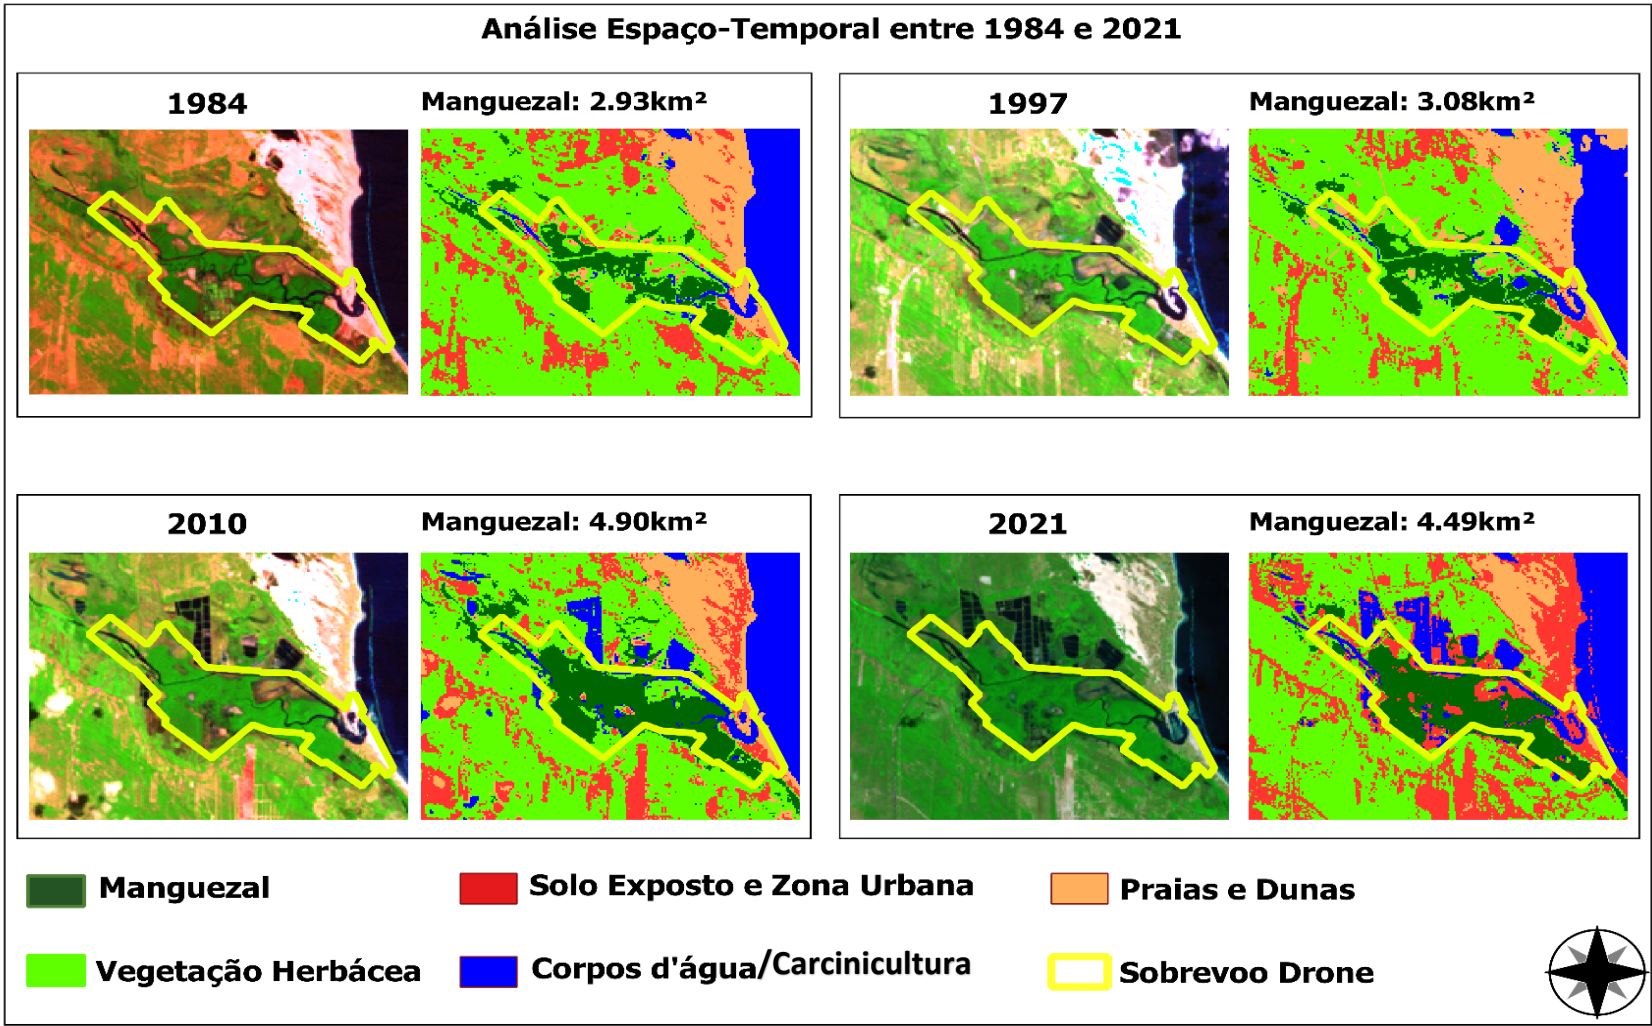 Análise Espaço-Temporal entre 1984 e 2021
1984
Manguezal: 2.93km²
1997
Manguezal: 3.08km²
2010
Manguezal: 4.90km²
2021
Manguezal: 4.49km²
Manguezal
Solo Exposto e Zona Urbana
Praias e Dunas
Vegetação Herbácea
Corpos d'água/Carcinicultura
Sobrevoo Drone